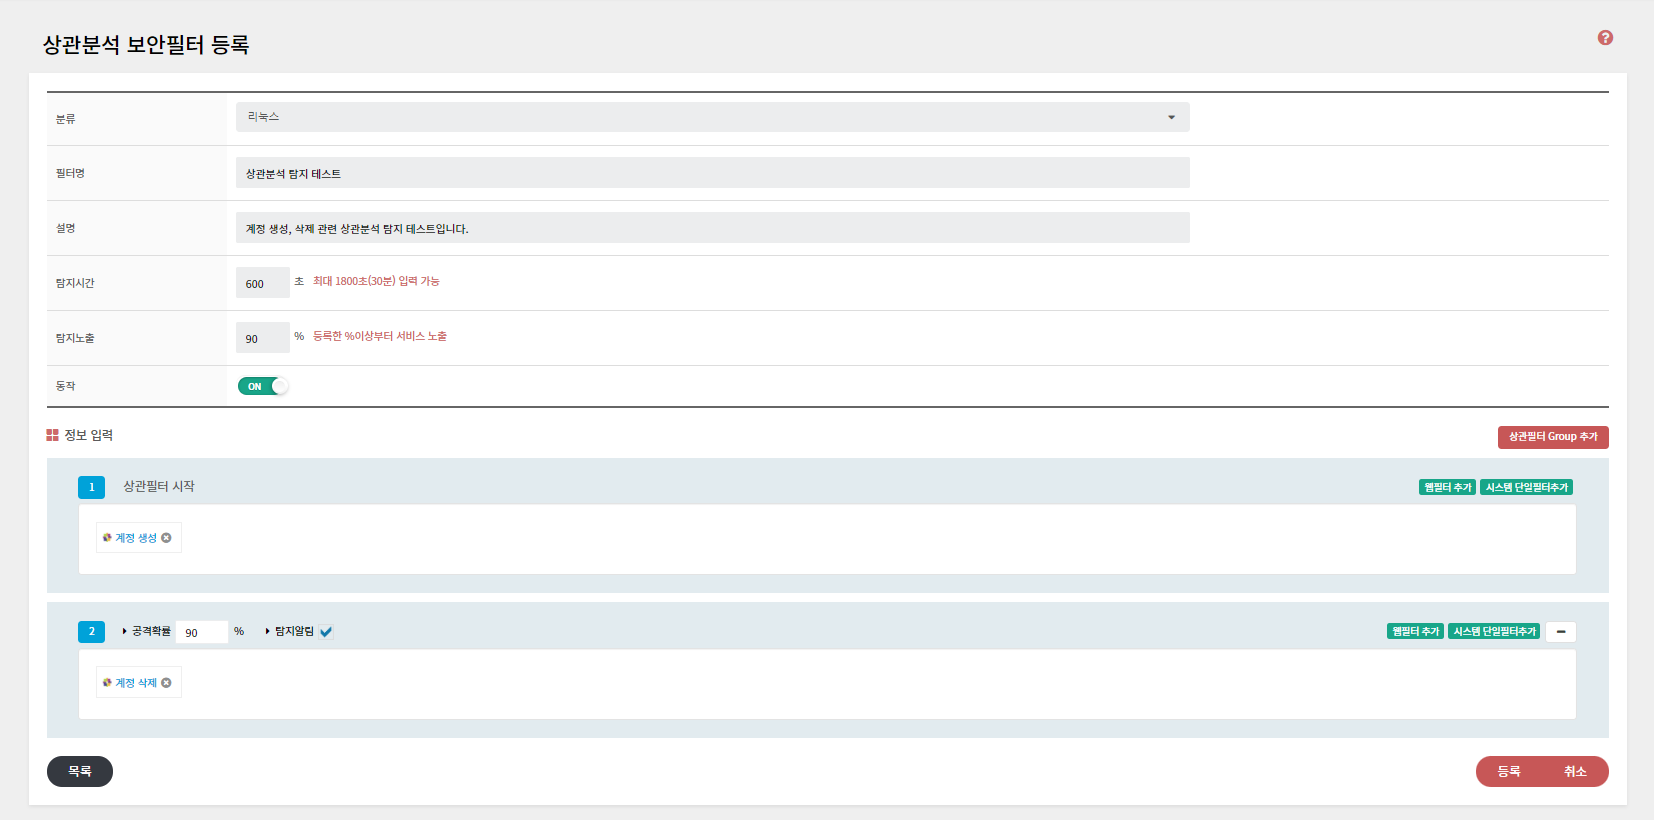 상관분석 보안필터 등록
분류
리눅스
필터명
상관분석 탐지 테스트
설명
계정 생성, 삭제 관련 상관분석 탐지 테스트입니다.
탐지시간
600 초 최대 1800초(30분) 입력 가능
탐지노출
90 % 등록한 %이상부터 서비스 노출
동작
ON
정보 입력
상관필터 Group 추가
1 상관필터 시작
웹필터 추가 시스템 단일필터추가
계정 생성
2 공격확률 90 % 탐지알림
웹필터 추가 시스템 단일필터추가
계정 삭제
목록
등록 취소